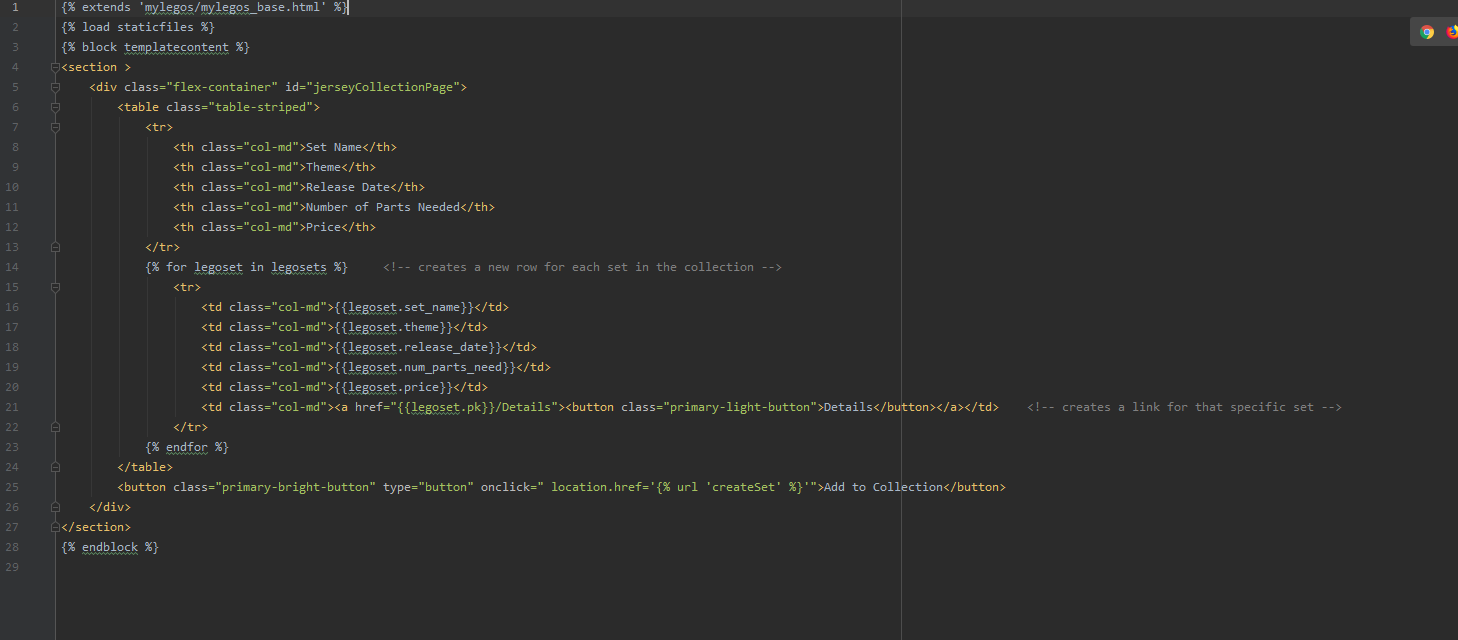 1 {% extends 'mylegos/mylegos_base.html' %}
2 {% load staticfiles %}
3 {% block templatecontent %}
4 <section >
5     <div class="flex-container" id="jerseyCollectionPage">
6         <table class="table-striped">
7             <tr>
8                 <th class="col-md">Set Name</th>
9                 <th class="col-md">Theme</th>
10                 <th class="col-md">Release Date</th>
11                 <th class="col-md">Number of Parts Needed</th>
12                 <th class="col-md">Price</th>
13             </tr>
14             {% for legoset in legosets %}     <!-- creates a new row for each set in the collection -->
15                 <tr>
16                     <td class="col-md">{{legoset.set_name}}</td>
17                     <td class="col-md">{{legoset.theme}}</td>
18                     <td class="col-md">{{legoset.release_date}}</td>
19                     <td class="col-md">{{legoset.num_parts_need}}</td>
20                     <td class="col-md">{{legoset.price}}</td>
21                     <td class="col-md"><a href="{{legoset.pk}}/Details"><button class="primary-light-button">Details</button></a></td>    <!-- creates a link for that specific set -->
22                 </tr>
23             {% endfor %}
24         </table>
25         <button class="primary-bright-button" type="button" onclick=" location.href='{% url 'createSet' %}'">Add to Collection</button>
26     </div>
27 </section>
28 {% endblock %}
29